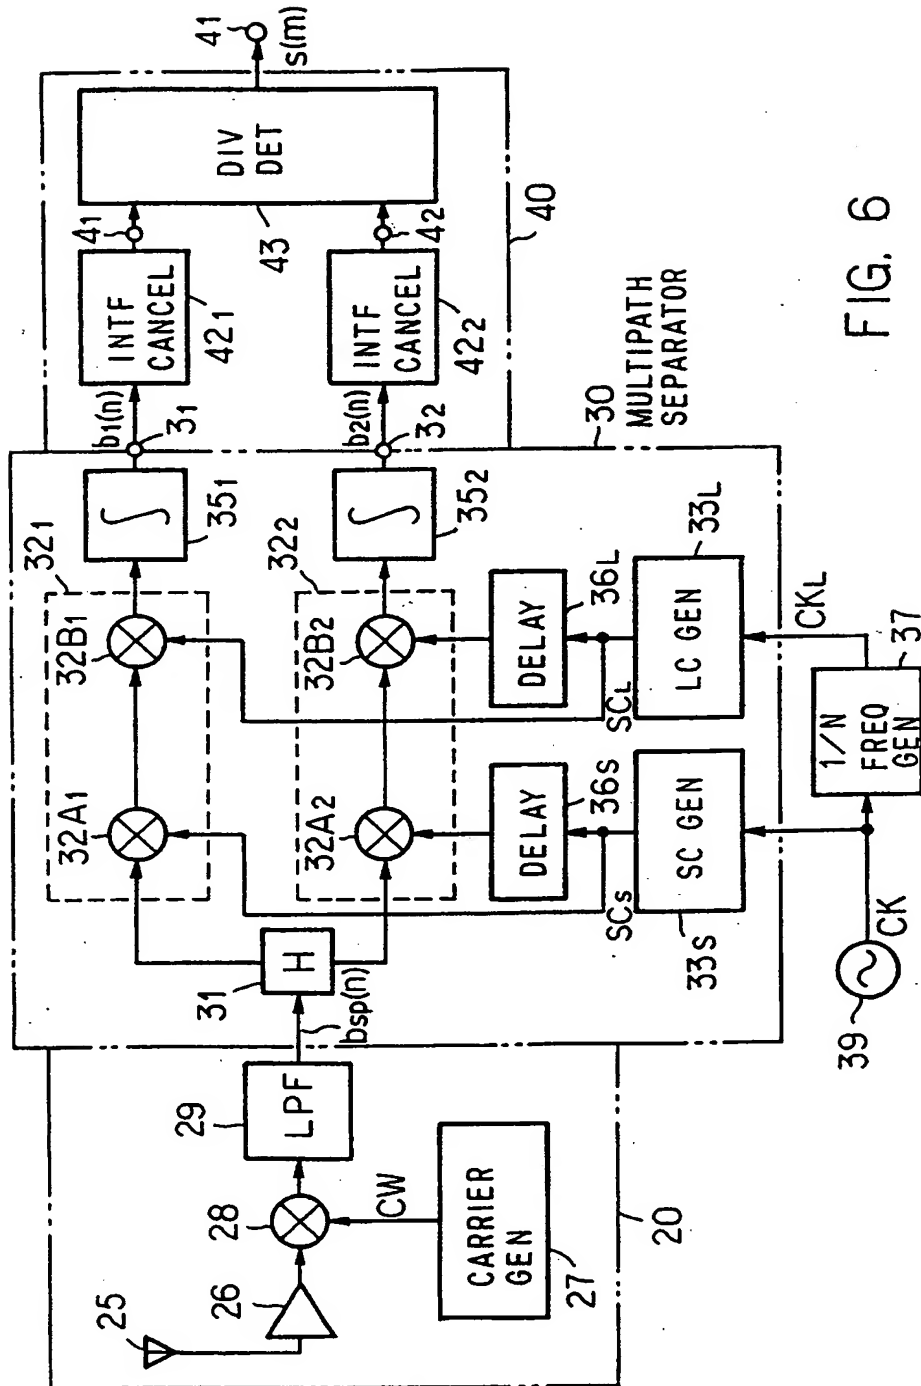 25
26
28
29
LPF
CW
CARRIER
GEN
27
20
bsp(n)
31
H
321
32A1
32B1
351
∫
b1(n)
31
INTF
CANCEL
421
41
322
32A2
32B2
352
∫
b2(n)
32
INTF
CANCEL
422
42
DIV
DET
43
41
s(m)
40
DELAY
36S
SCS
SC GEN
33S
DELAY
36L
SCL
LC GEN
33L
CKL
30
MULTIPATH
SEPARATOR
39
CK
1/N
FREQ
GEN
37
FIG. 6